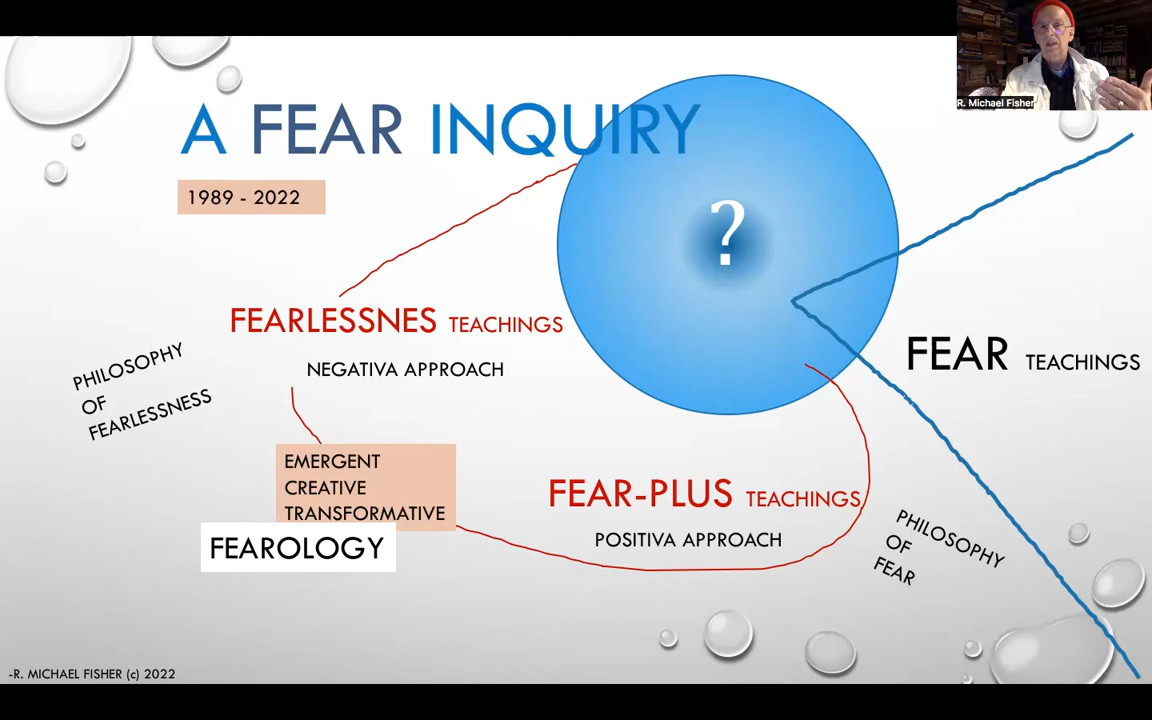 R. Michael Fisher
A FEAR INQUIRY
1989 - 2022
?
FEARLESSNES TEACHINGS
NEGATIVA APPROACH
PHILOSOPHY
OF
FEARLESSNESS
EMERGENT
CREATIVE
TRANSFORMATIVE
FEAROLOGY
FEAR-PLUS TEACHINGS
POSITIVA APPROACH
FEAR TEACHINGS
PHILOSOPHY
OF
FEAR
-R. MICHAEL FISHER (c) 2022